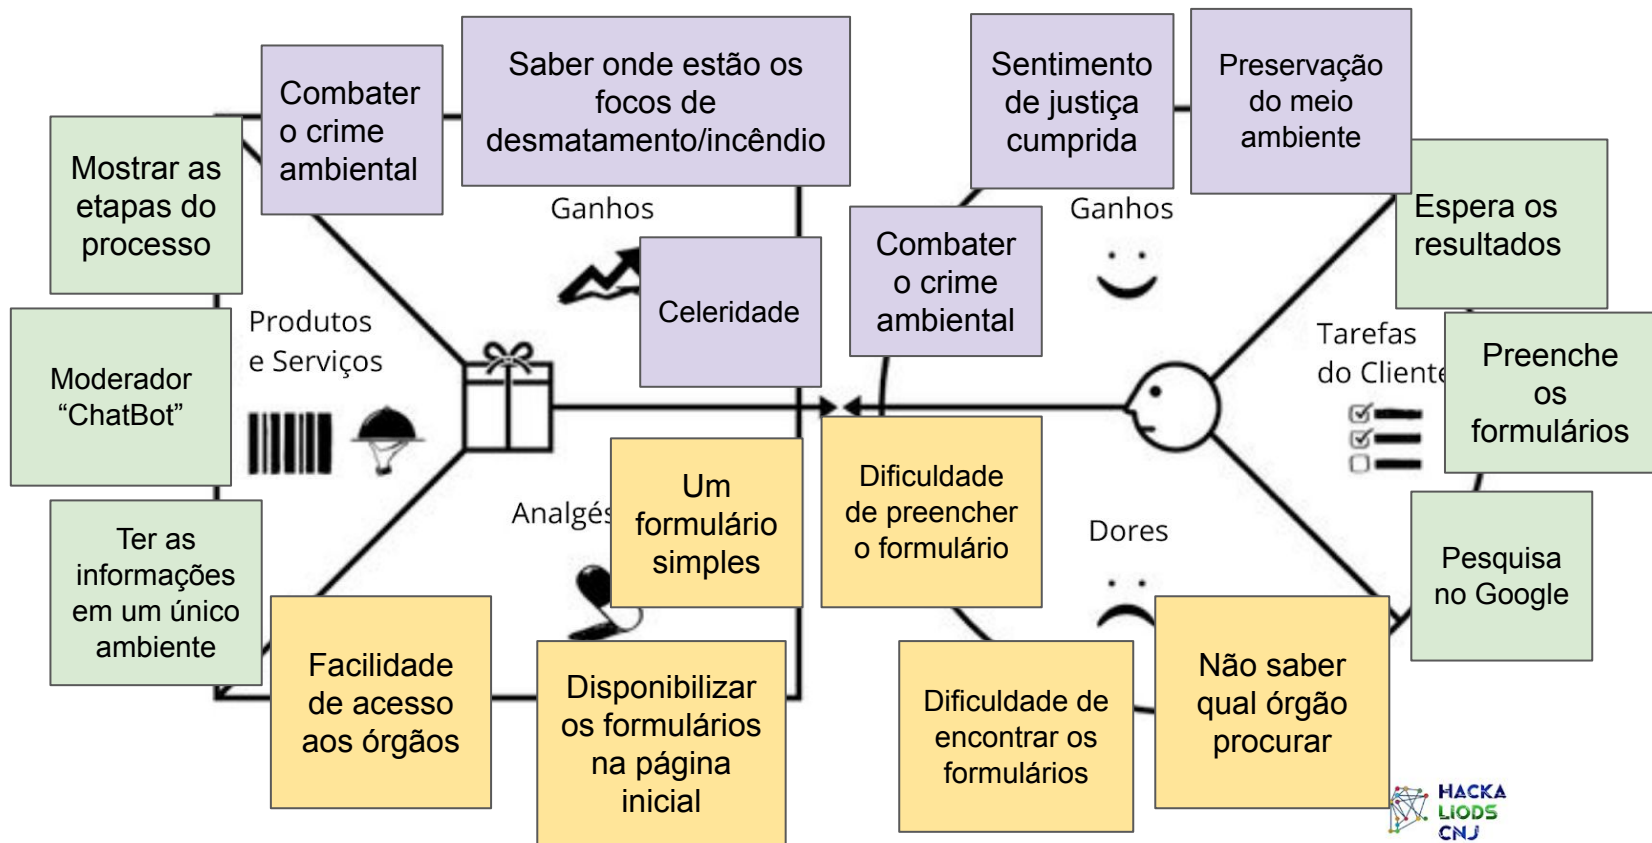 Combater
o crime
ambiental
Saber onde estão os
focos de
desmatamento/incêndio
Sentimento
de justiça
cumprida
Preservação
do meio
ambiente
Mostrar as
etapas do
processo
Ganhos
Ganhos
Espera os
resultados
Combater
o crime
ambiental
Celeridade
Produtos
e Serviços
Tarefas
do Cliente
Moderador
“ChatBot”
Preenche
os
formulários
Analgés
Um
formulário
simples
Dificuldade
de preencher
o formulário
Dores
Ter as
informações
em um único
ambiente
Pesquisa
no Google
Facilidade
de acesso
aos órgãos
Disponibilizar
os formulários
na página
inicial
Dificuldade de
encontrar os
formulários
Não saber
qual órgão
procurar
HACKA
LIODS
CNJ